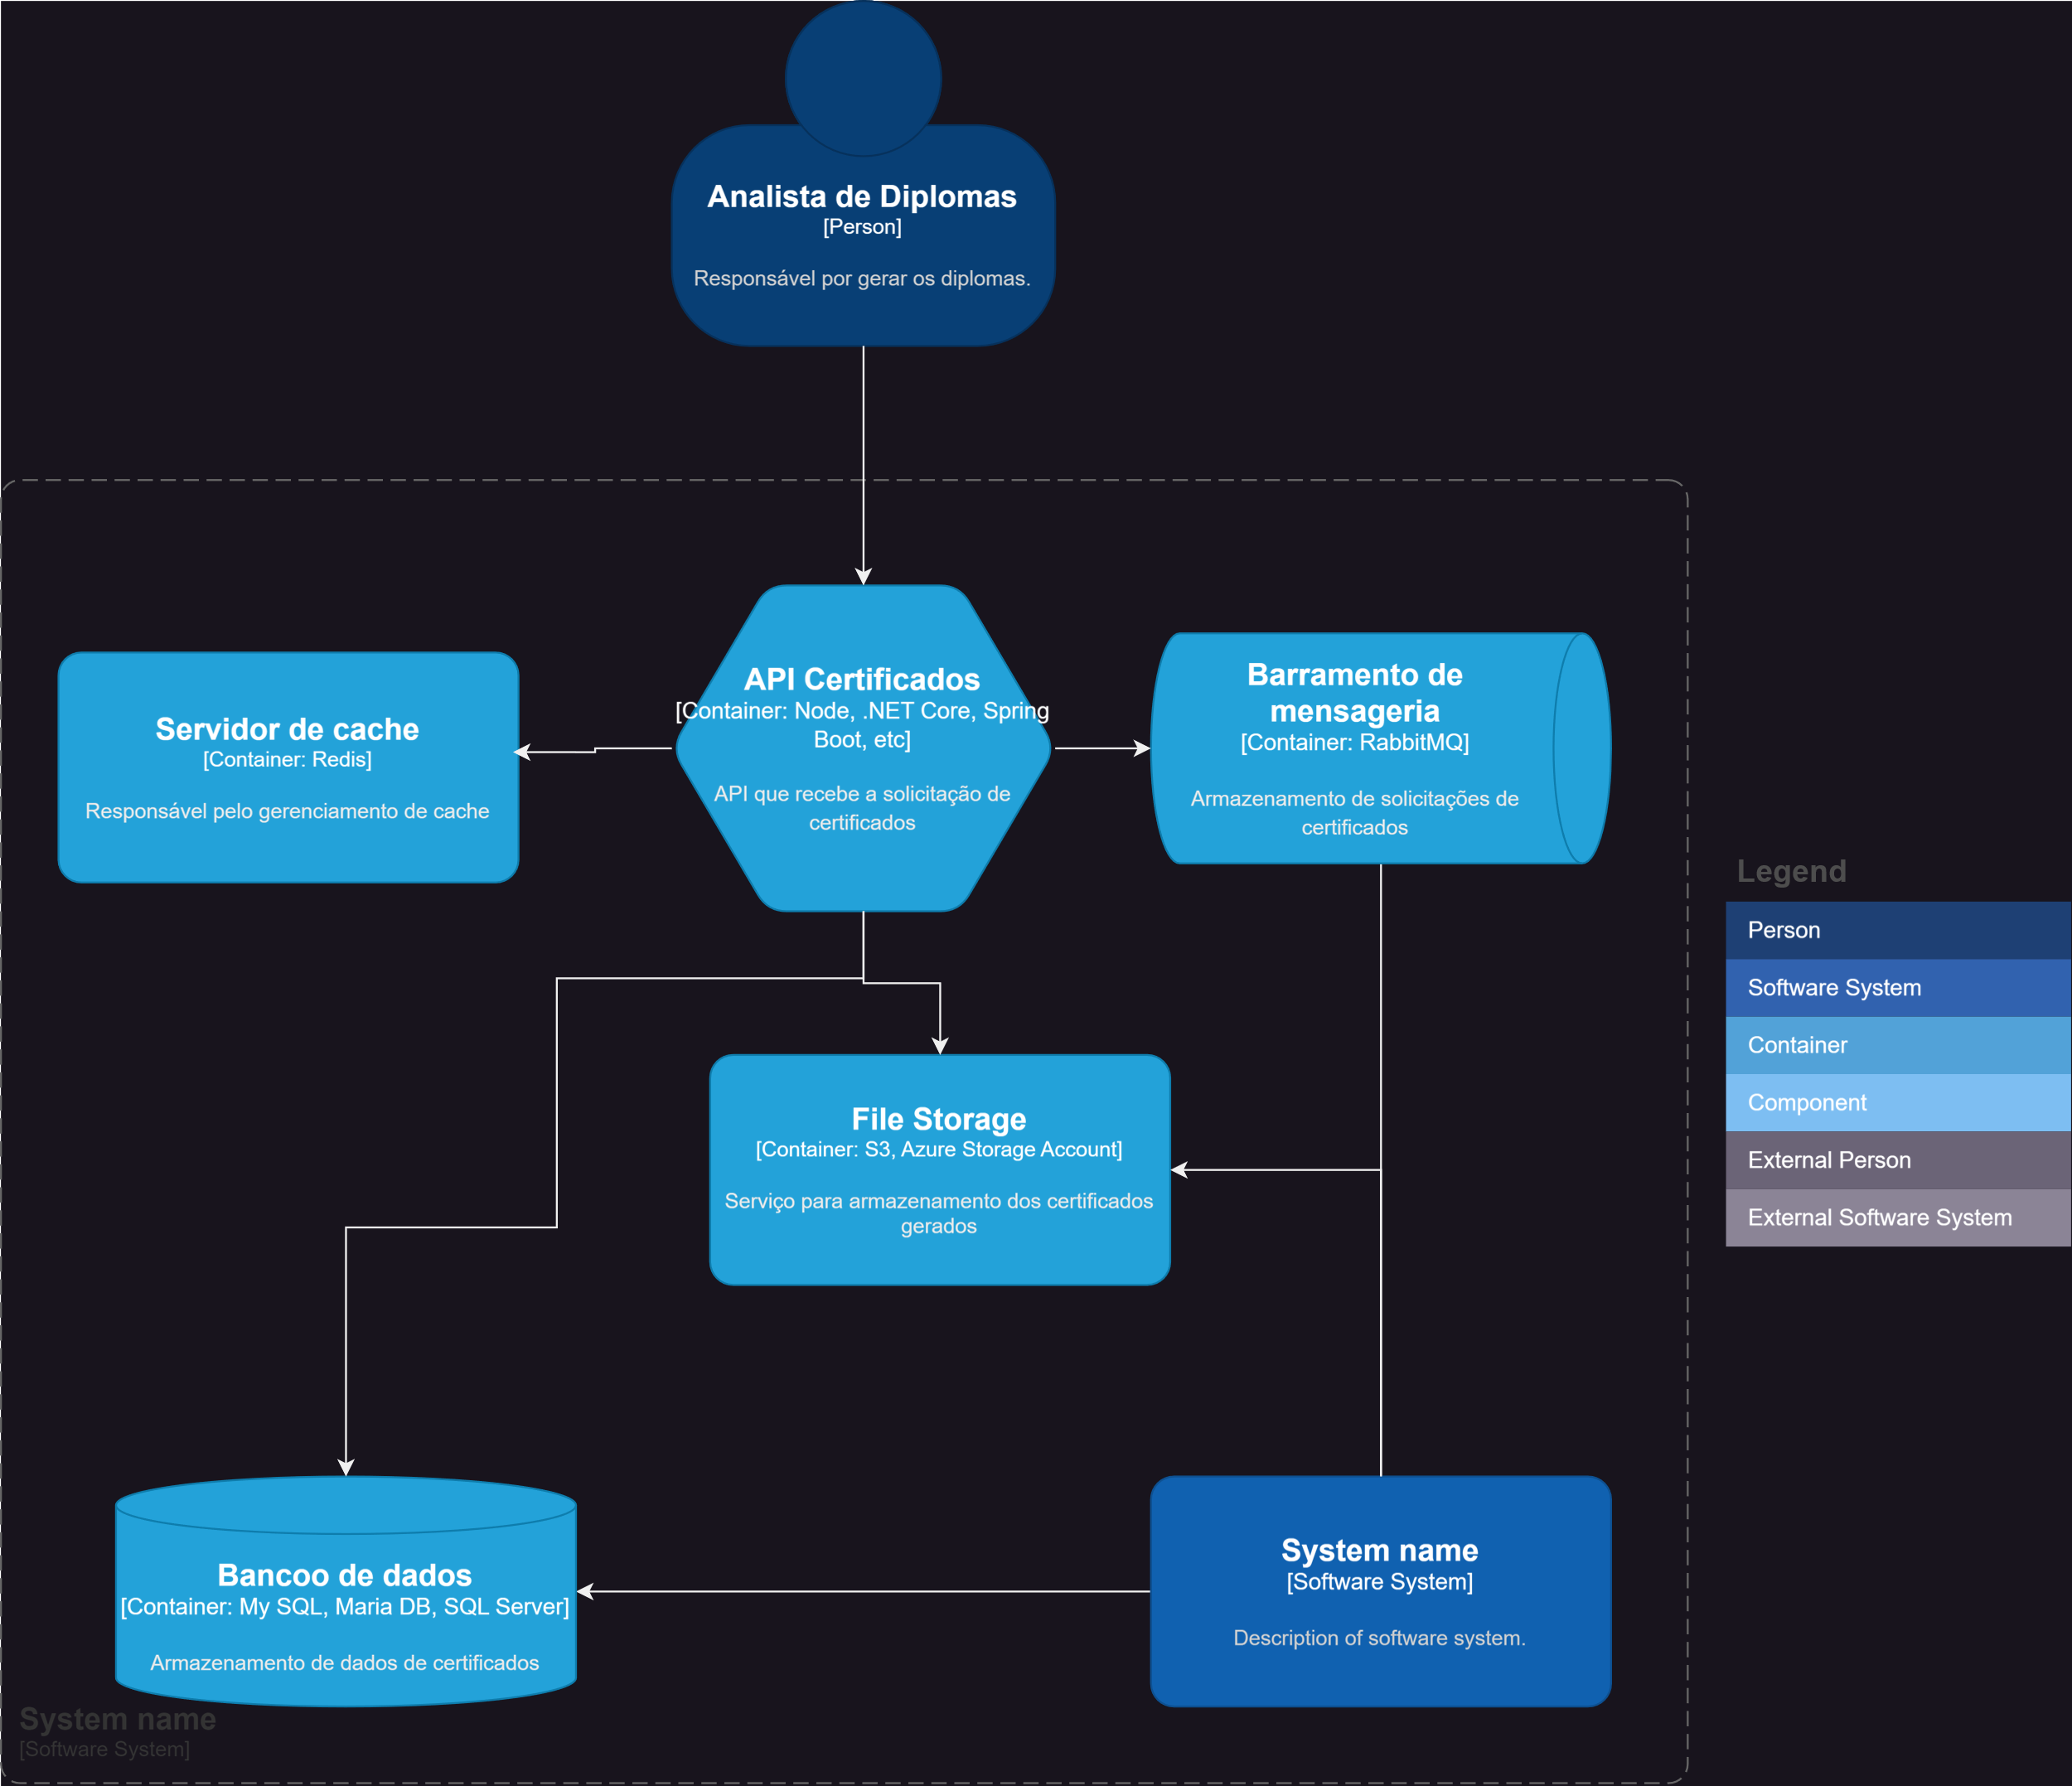 Analista de Diplomas
[Person]
Responsável por gerar os diplomas.
Servidor de cache
[Container: Redis]
Responsável pelo gerenciamento de cache
API Certificados
[Container: Node, .NET Core, Spring
Boot, etc]
API que recebe a solicitação de
certificados
Barramento de
mensageria
[Container: RabbitMQ]
Armazenamento de solicitações de
certificados
File Storage
[Container: S3, Azure Storage Account]
Serviço para armazenamento dos certificados
gerados
Bancoo de dados
[Container: My SQL, Maria DB, SQL Server]
Armazenamento de dados de certificados
System name
[Software System]
Description of software system.
System name
[Software System]
Legend
Person
Software System
Container
Component
External Person
External Software System